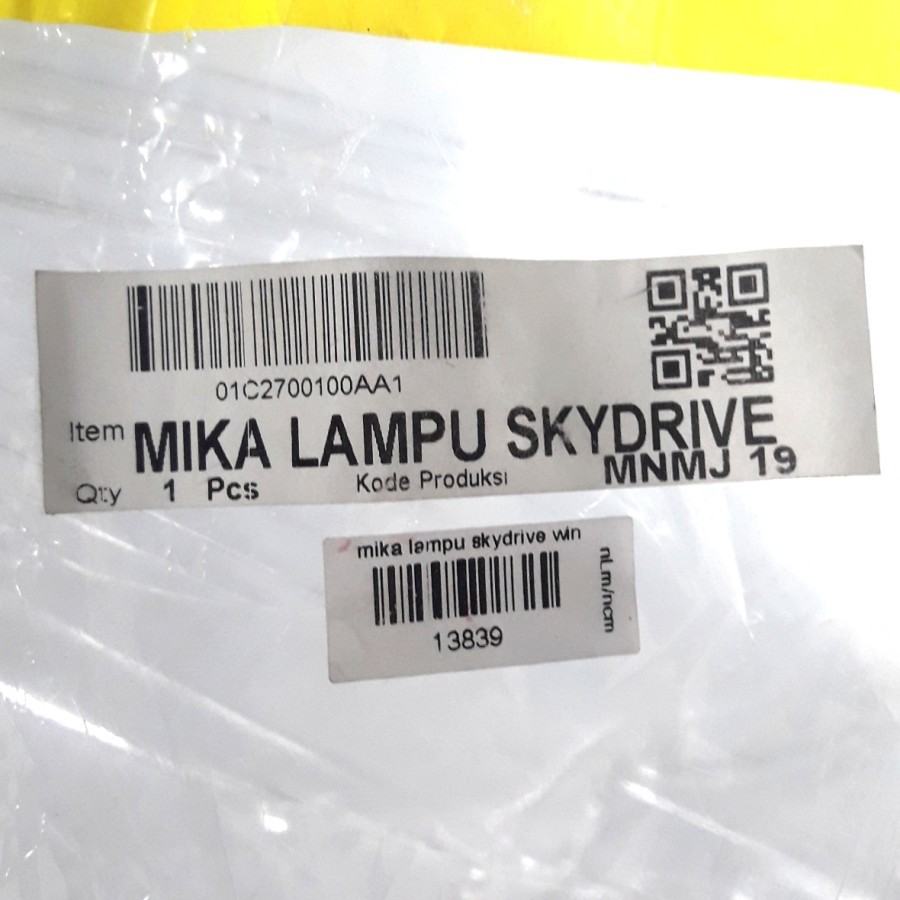 01C2700100AA1
Item MIKA LAMPU SKYDRIVE
Qty 1 Pcs Kode Produksi MNMJ 19
mika lampu skydrive win
nLm/ncm
13839